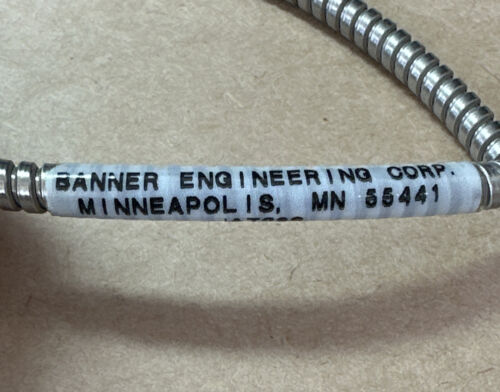 BANNER ENGINEERING CORP.
MINNEAPOLIS, MN 55441